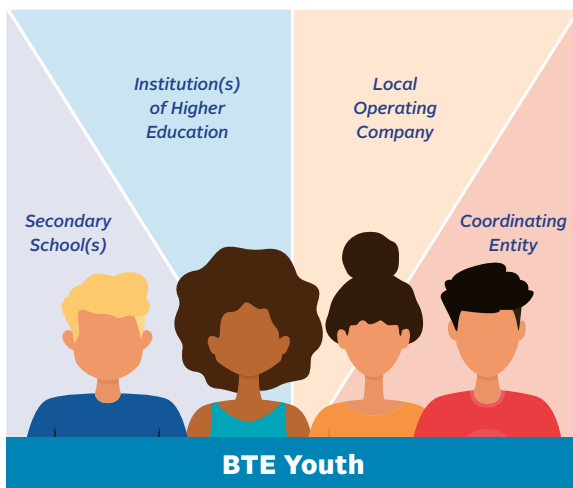 Institution(s)
of Higher
Education
Local
Operating
Company
Secondary
School(s)
Coordinating
Entity
BTE Youth